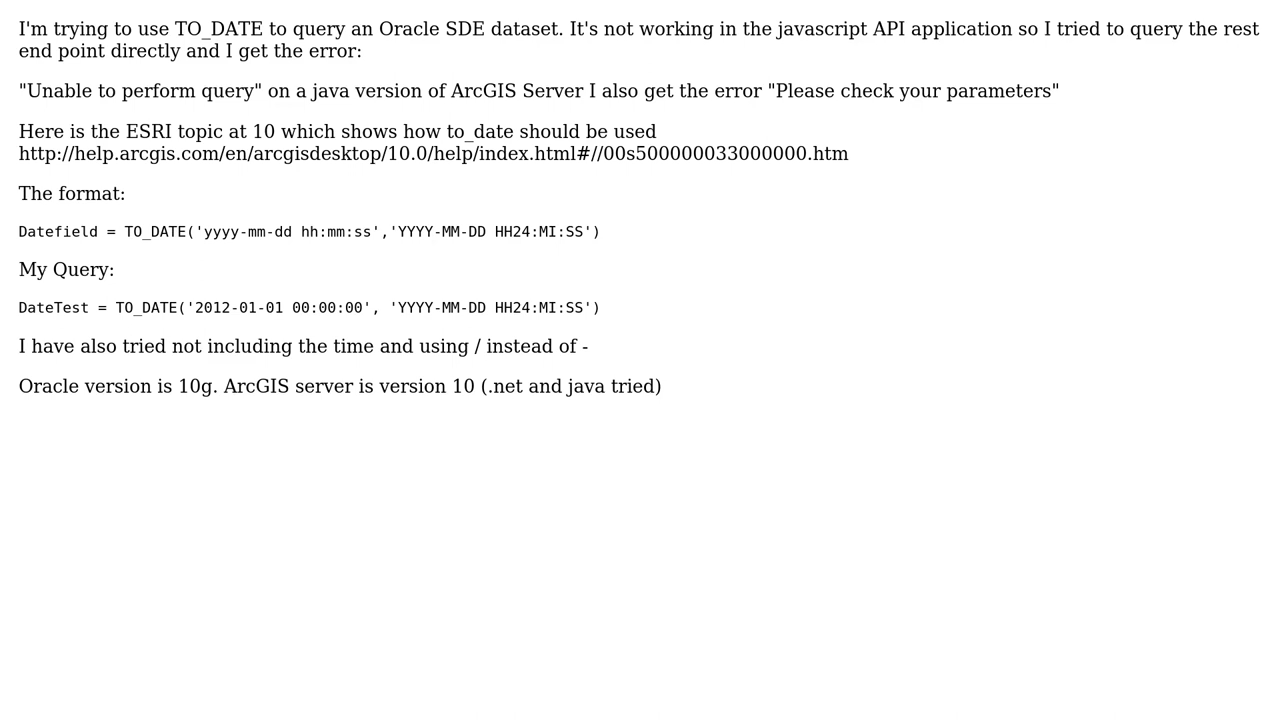 I'm trying to use TO_DATE to query an Oracle SDE dataset. It's not working in the javascript API application so I tried to query the rest
end point directly and I get the error:
"Unable to perform query" on a java version of ArcGIS Server I also get the error "Please check your parameters"
Here is the ESRI topic at 10 which shows how to_date should be used
http://help.arcgis.com/en/arcgisdesktop/10.0/help/index.html#//00s500000033000000.htm
The format:
Datefield = TO_DATE('yyyy-mm-dd hh:mm:ss','YYYY-MM-DD HH24:MI:SS')
My Query:
DateTest = TO_DATE('2012-01-01 00:00:00', 'YYYY-MM-DD HH24:MI:SS')
I have also tried not including the time and using / instead of -
Oracle version is 10g. ArcGIS server is version 10 (.net and java tried)